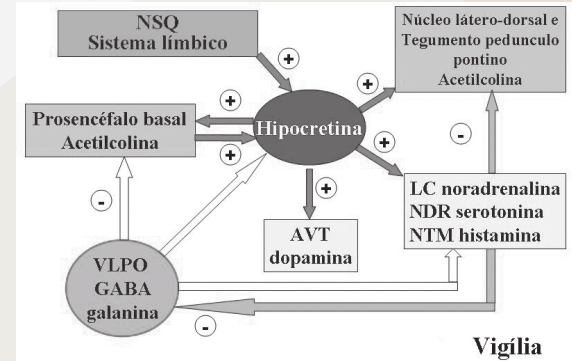 NSQ
Sistema límbico
Núcleo látero-dorsal e
Tegumento pedunculo
pontino
Acetilcolina
+
+
+
Prosencéfalo basal
Acetilcolina
Hipocretina
+
-
+
-
+
AVT
dopamina
LC noradrenalina
NDR serotonina
NTM histamina
VLPO
GABA
galanina
-
Vigília